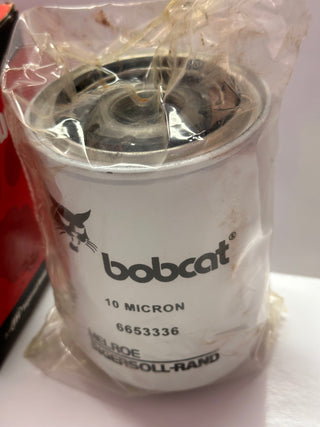 bobcat®
10 MICRON
6653336
MELROE
INGERSOLL-RAND